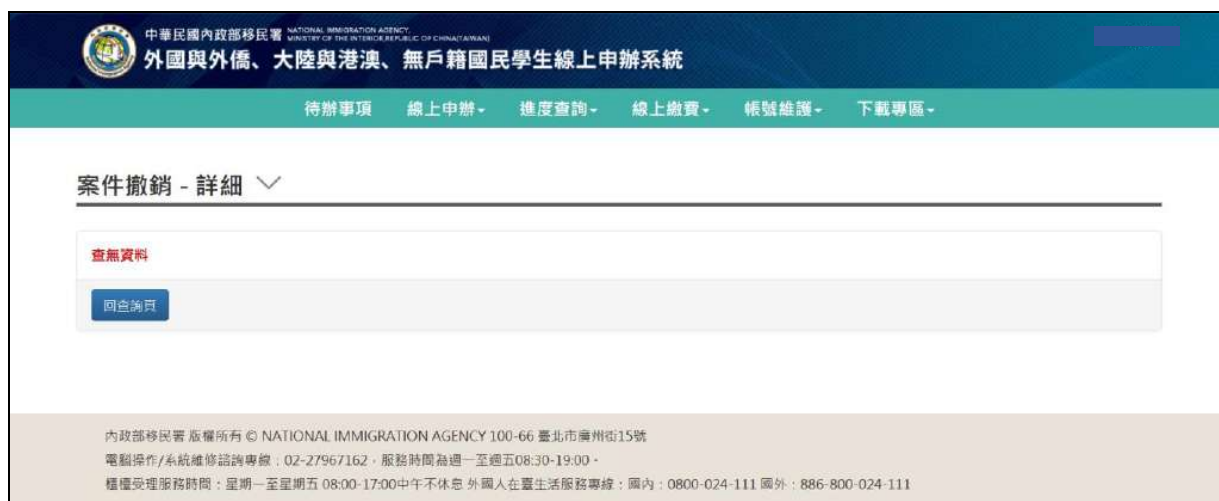 中華民國內政部移民署 NATIONAL IMMIGRATION AGENCY,
MINISTRY OF THE INTERIOR,REPUBLIC OF CHINA(TAIWAN)
外國與外僑、大陸與港澳、無戶籍國民學生線上申辦系統
待辦事項 線上申辦 進度查詢 線上繳費 帳號維護 下載專區
案件撤銷 - 詳細
查無資料
回查詢頁
內政部移民署 版權所有 © NATIONAL IMMIGRATION AGENCY 100-66 臺北市廣州街15號
電腦操作/系統維修諮詢專線：02-27967162，服務時間為週一至週五08:30-19:00。
櫃檯受理服務時間：星期一至星期五 08:00-17:00中午不休息 外國人在臺生活服務專線：國內：0800-024-111 國外：886-800-024-111